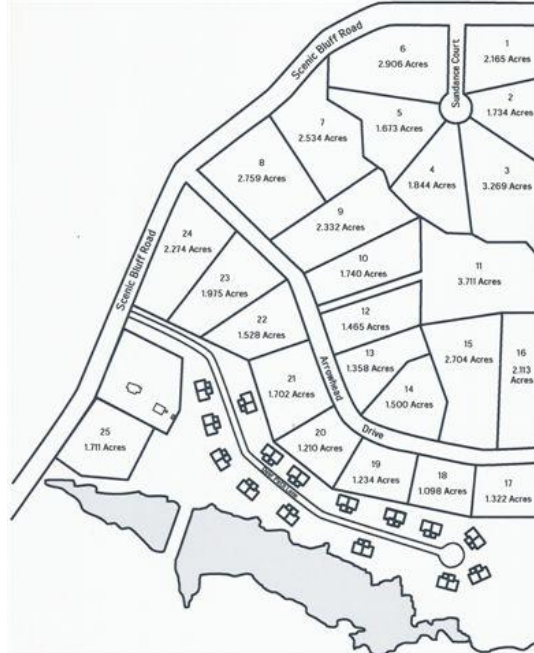 Scenic Bluff Road
6
2.906 Acres
Sundance Court
1
2.165 Acres
2
1.734 Acres
5
1.673 Acres
7
2.534 Acres
8
2.759 Acres
4
1.844 Acres
3
3.269 Acres
9
2.332 Acres
24
2.274 Acres
Scenic Bluff Road
23
1.975 Acres
10
1.740 Acres
11
3.711 Acres
22
1.528 Acres
12
1.465 Acres
13
1.358 Acres
15
2.704 Acres
16
2.113
Acres
21
1.702 Acres
Arrowhead
Drive
14
1.500 Acres
20
1.210 Acres
25
1.711 Acres
19
1.234 Acres
18
1.098 Acres
17
1.322 Acres